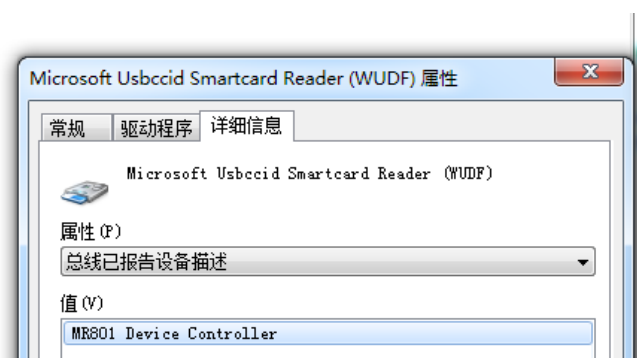 Microsoft Usbccid Smartcard Reader (WUDF) 属性
常规 驱动程序 详细信息
Microsoft Usbccid Smartcard Reader (WUDF)
属性(P)
总线已报告设备描述
值(V)
MR801 Device Controller